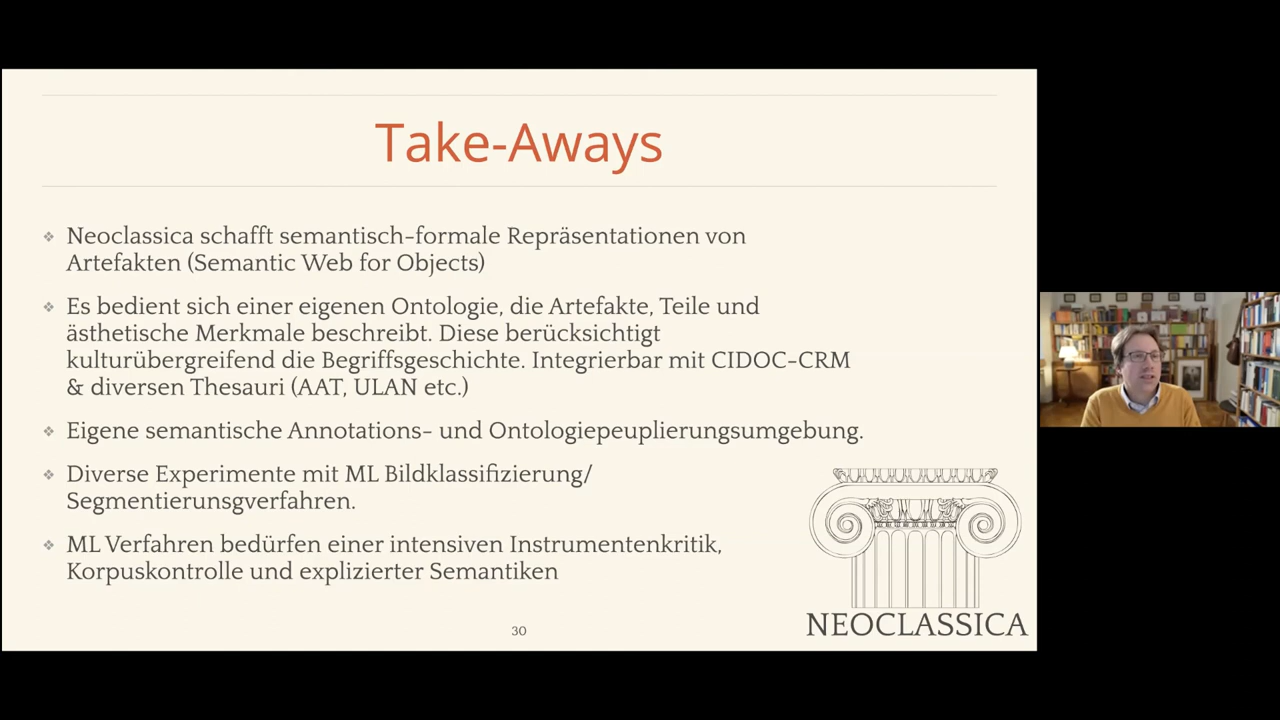 Take-Aways
Neoclassica schafft semantisch-formale Repräsentationen von
Artefakten (Semantic Web for Objects)
Es bedient sich einer eigenen Ontologie, die Artefakte, Teile und
ästhetische Merkmale beschreibt. Diese berücksichtigt
kulturübergreifend die Begriffsgeschichte. Integrierbar mit CIDOC-CRM
& diversen Thesauri (AAT, ULAN etc.)
Eigene semantische Annotations- und Ontologiepeuplierungsumgebung.
Diverse Experimente mit ML Bildklassifizierung/
Segmentierunsgverfahren.
ML Verfahren bedürfen einer intensiven Instrumentenkritik,
Korpuskontrolle und explizierter Semantiken
30
NEOCLASSICA